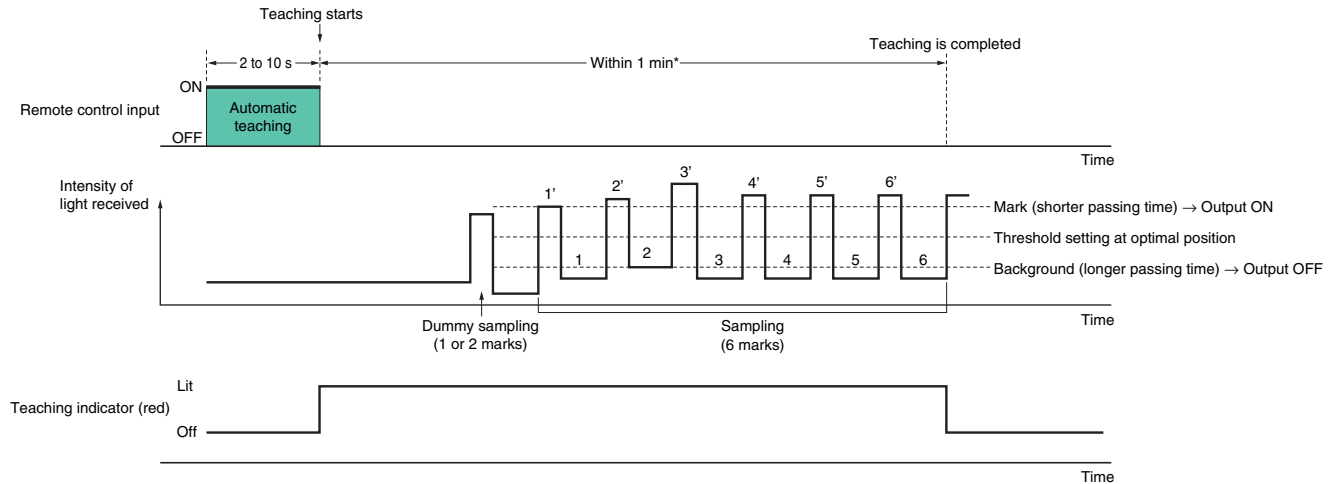 Teaching starts
Teaching is completed
2 to 10 s
Within 1 min*
ON
Remote control input
Automatic
teaching
OFF
Time
Intensity of
light received
1’
2’
3’
4’
5’
6’
Mark (shorter passing time) → Output ON
Threshold setting at optimal position
1
2
3
4
5
6
Background (longer passing time) → Output OFF
Time
Dummy sampling
(1 or 2 marks)
Sampling
(6 marks)
Lit
Teaching indicator (red)
Off
Time